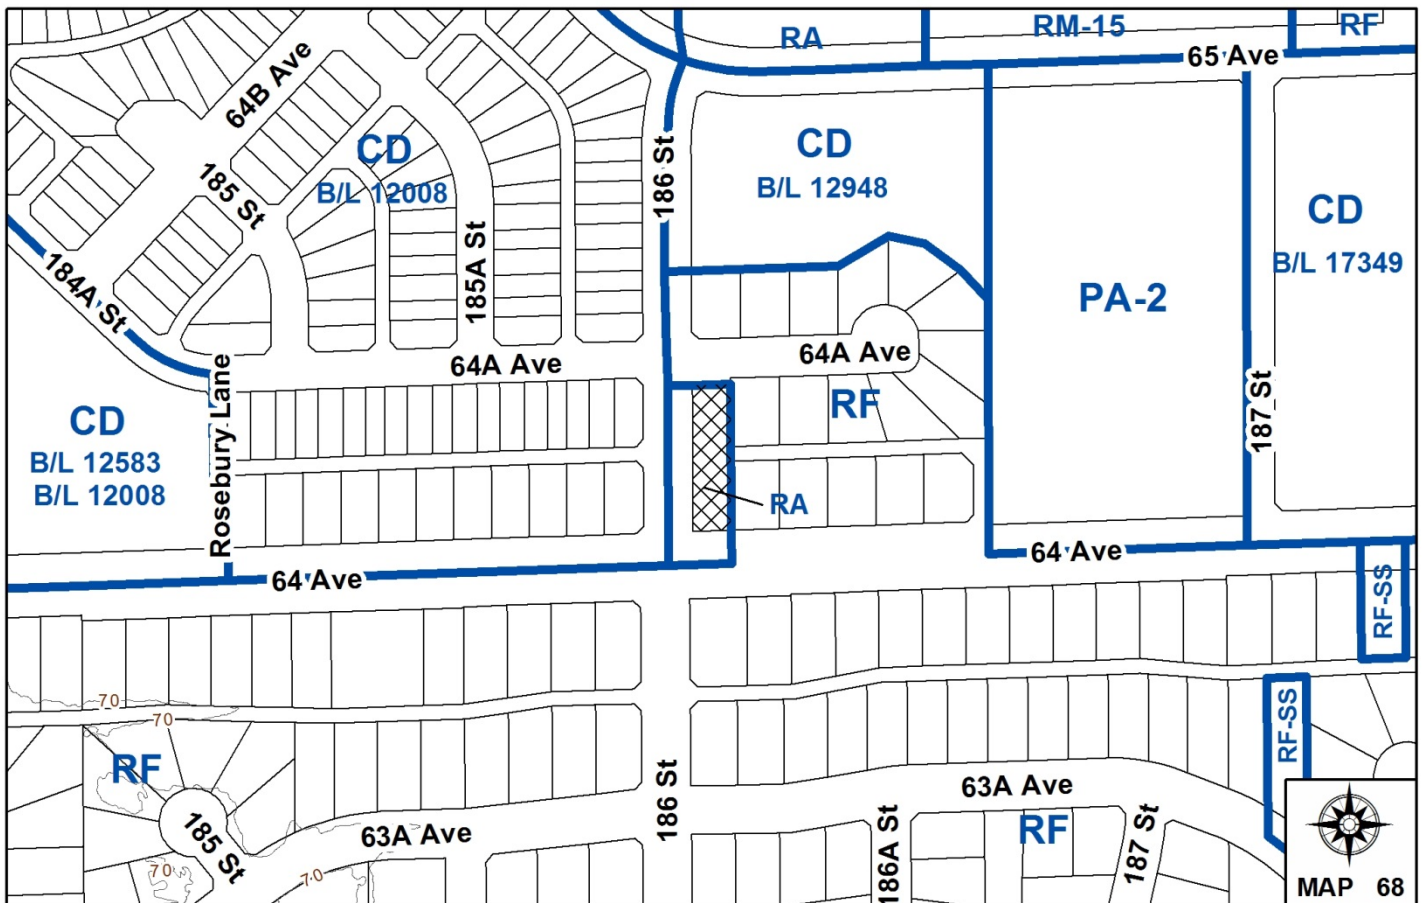 RA
RM-15
RF
65 Ave
64B Ave
CD
B/L 12008
185 St
186 St
CD
B/L 12948
CD
B/L 17349
185A St
184A St
PA-2
64A Ave
64A Ave
RF
Rosebury Lane
187 St
CD
B/L 12583
B/L 12008
RA
64 Ave
64 Ave
RF-SS
70
70
RF
RF-SS
186 St
63A Ave
63A Ave
185 St
186A St
RF
187 St
70
70
MAP 68